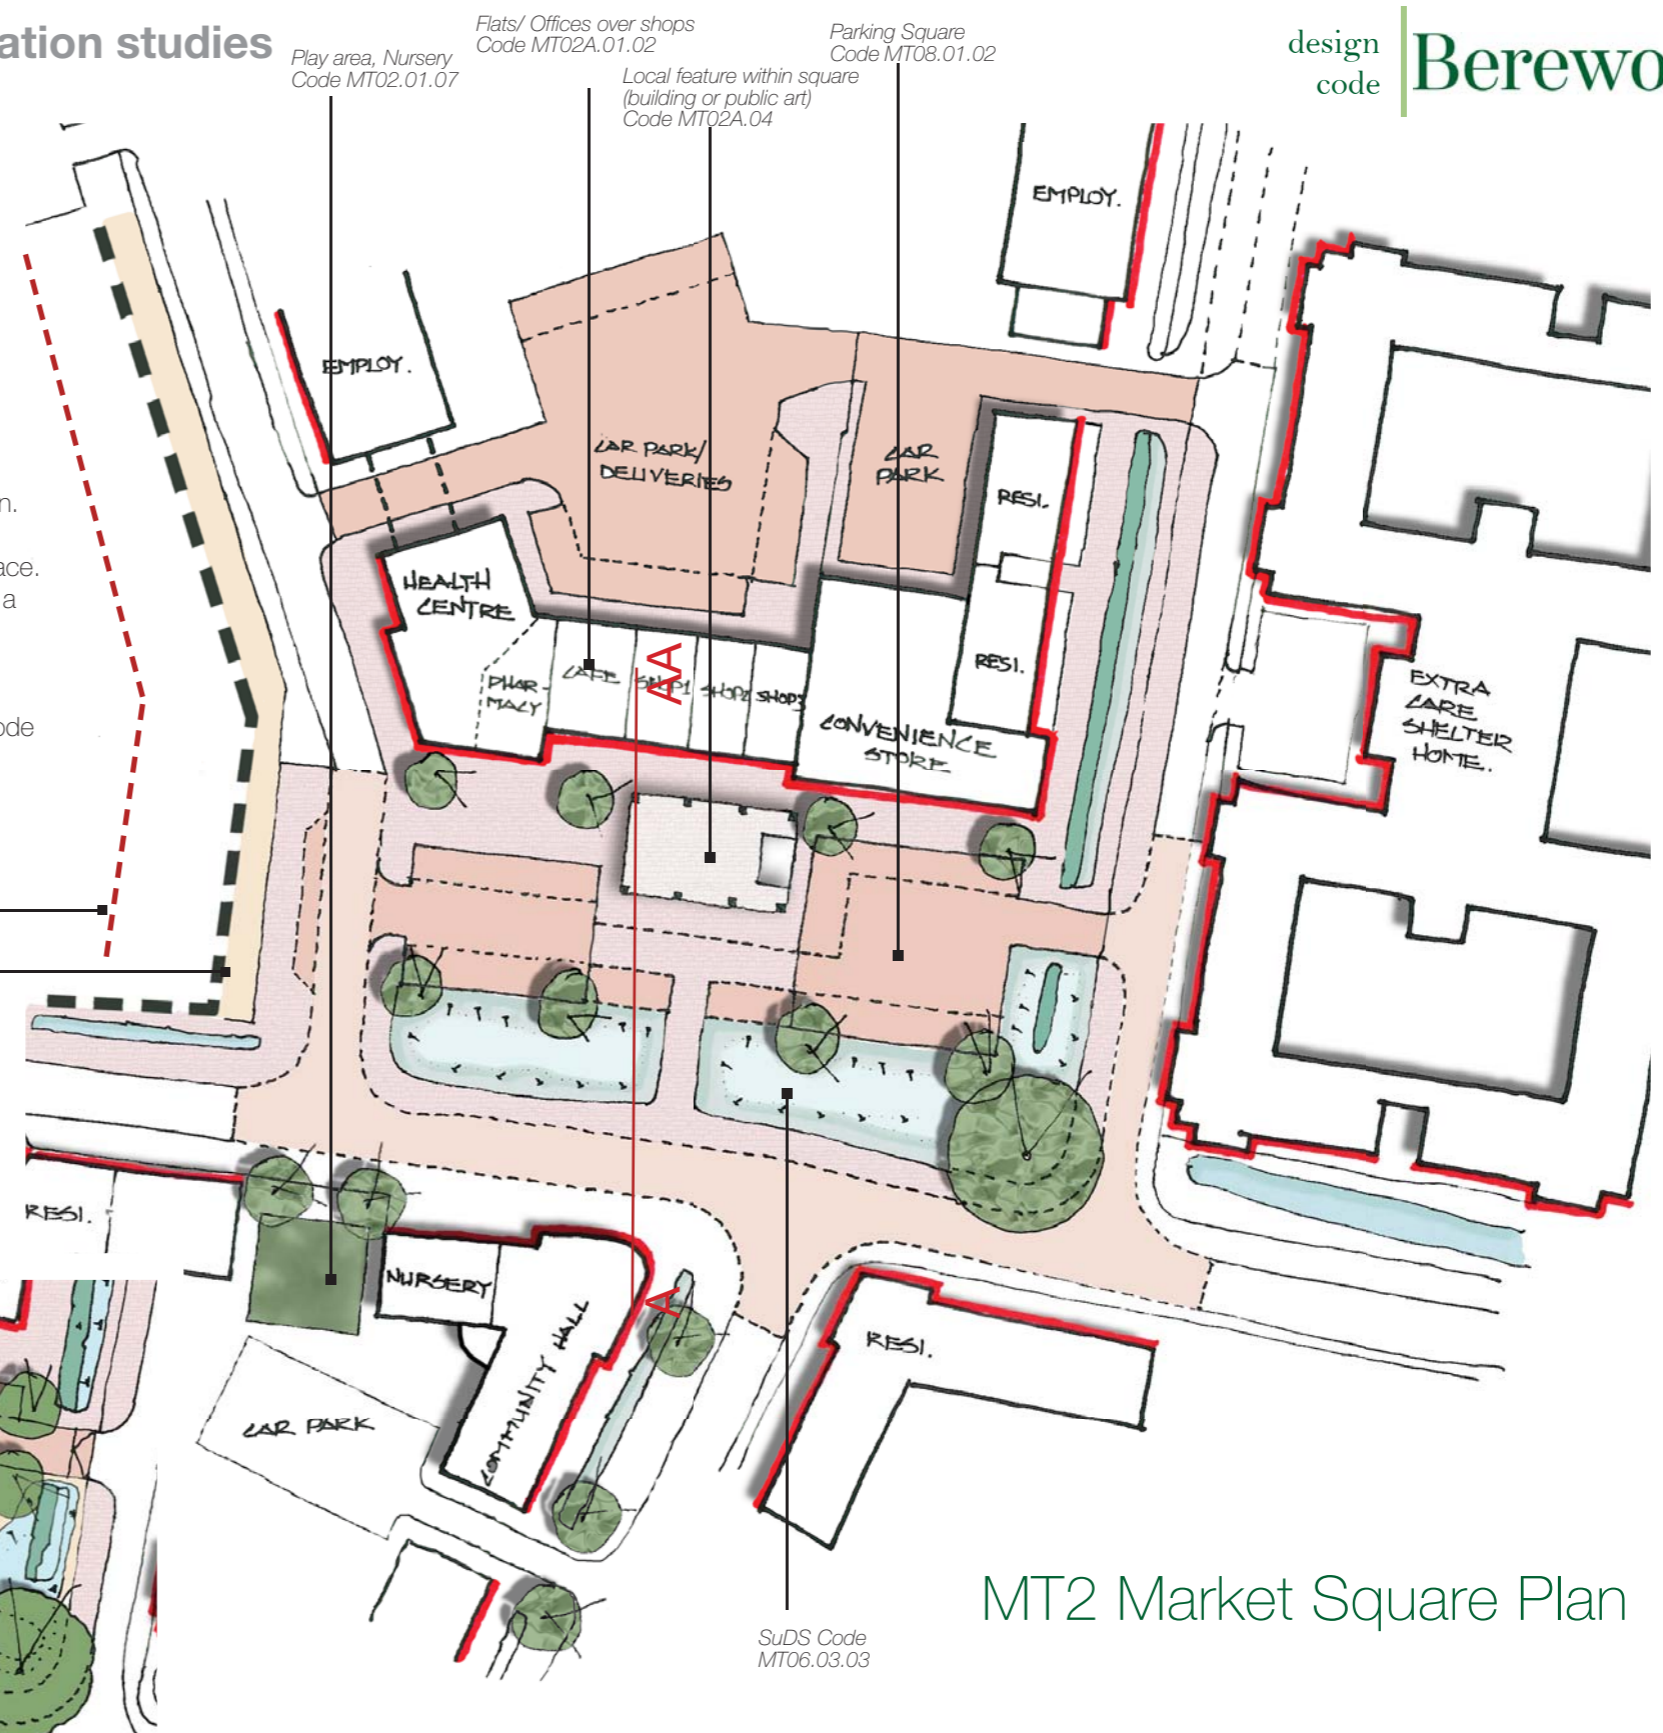 ation studies
Play area, Nursery
Code MT02.01.07
Flats/ Offices over shops
Code MT02A.01.02
Local feature within square
(building or public art)
Code MT02A.04
Parking Square
Code MT08.01.02
design
code
Berewo
n.
ace.
a
ode
EMPLOY.
EMPLOY.
CAR PARK/
DELIVERIES
CAR
PARK
RESI.
HEALTH
CENTRE
PHAR-
MACY
CAFE
SHOP1
SHOP2
SHOP3
AA
RESI.
CONVENIENCE
STORE
EXTRA
CARE
SHELTER
HOME.
RESI.
NURSERY
A
COMMUNITY HALL
CAR PARK
RESI.
MT2 Market Square Plan
SuDS Code
MT06.03.03